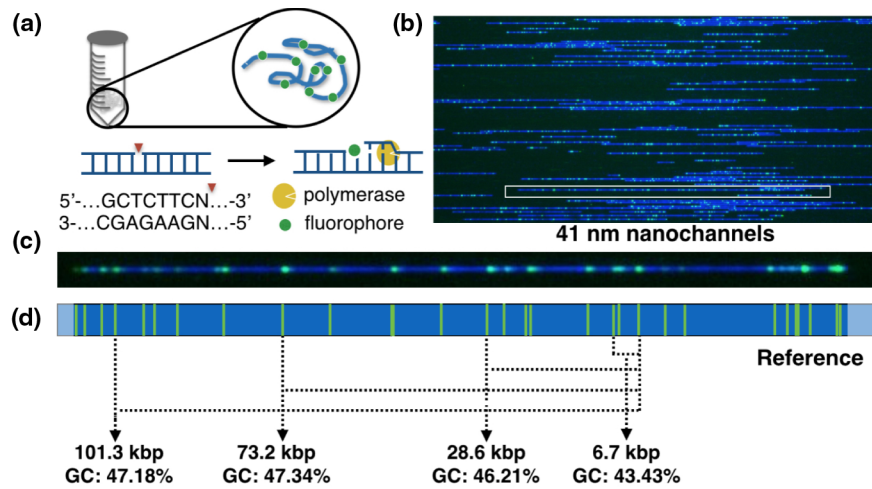 (a)
(b)
5'-...GCTCTTCN...-3'
3-...CGAGAAGN...-5'
polymerase
fluorophore
41 nm nanochannels
(c)
(d)
Reference
101.3 kbp
GC: 47.18%
73.2 kbp
GC: 47.34%
28.6 kbp
GC: 46.21%
6.7 kbp
GC: 43.43%